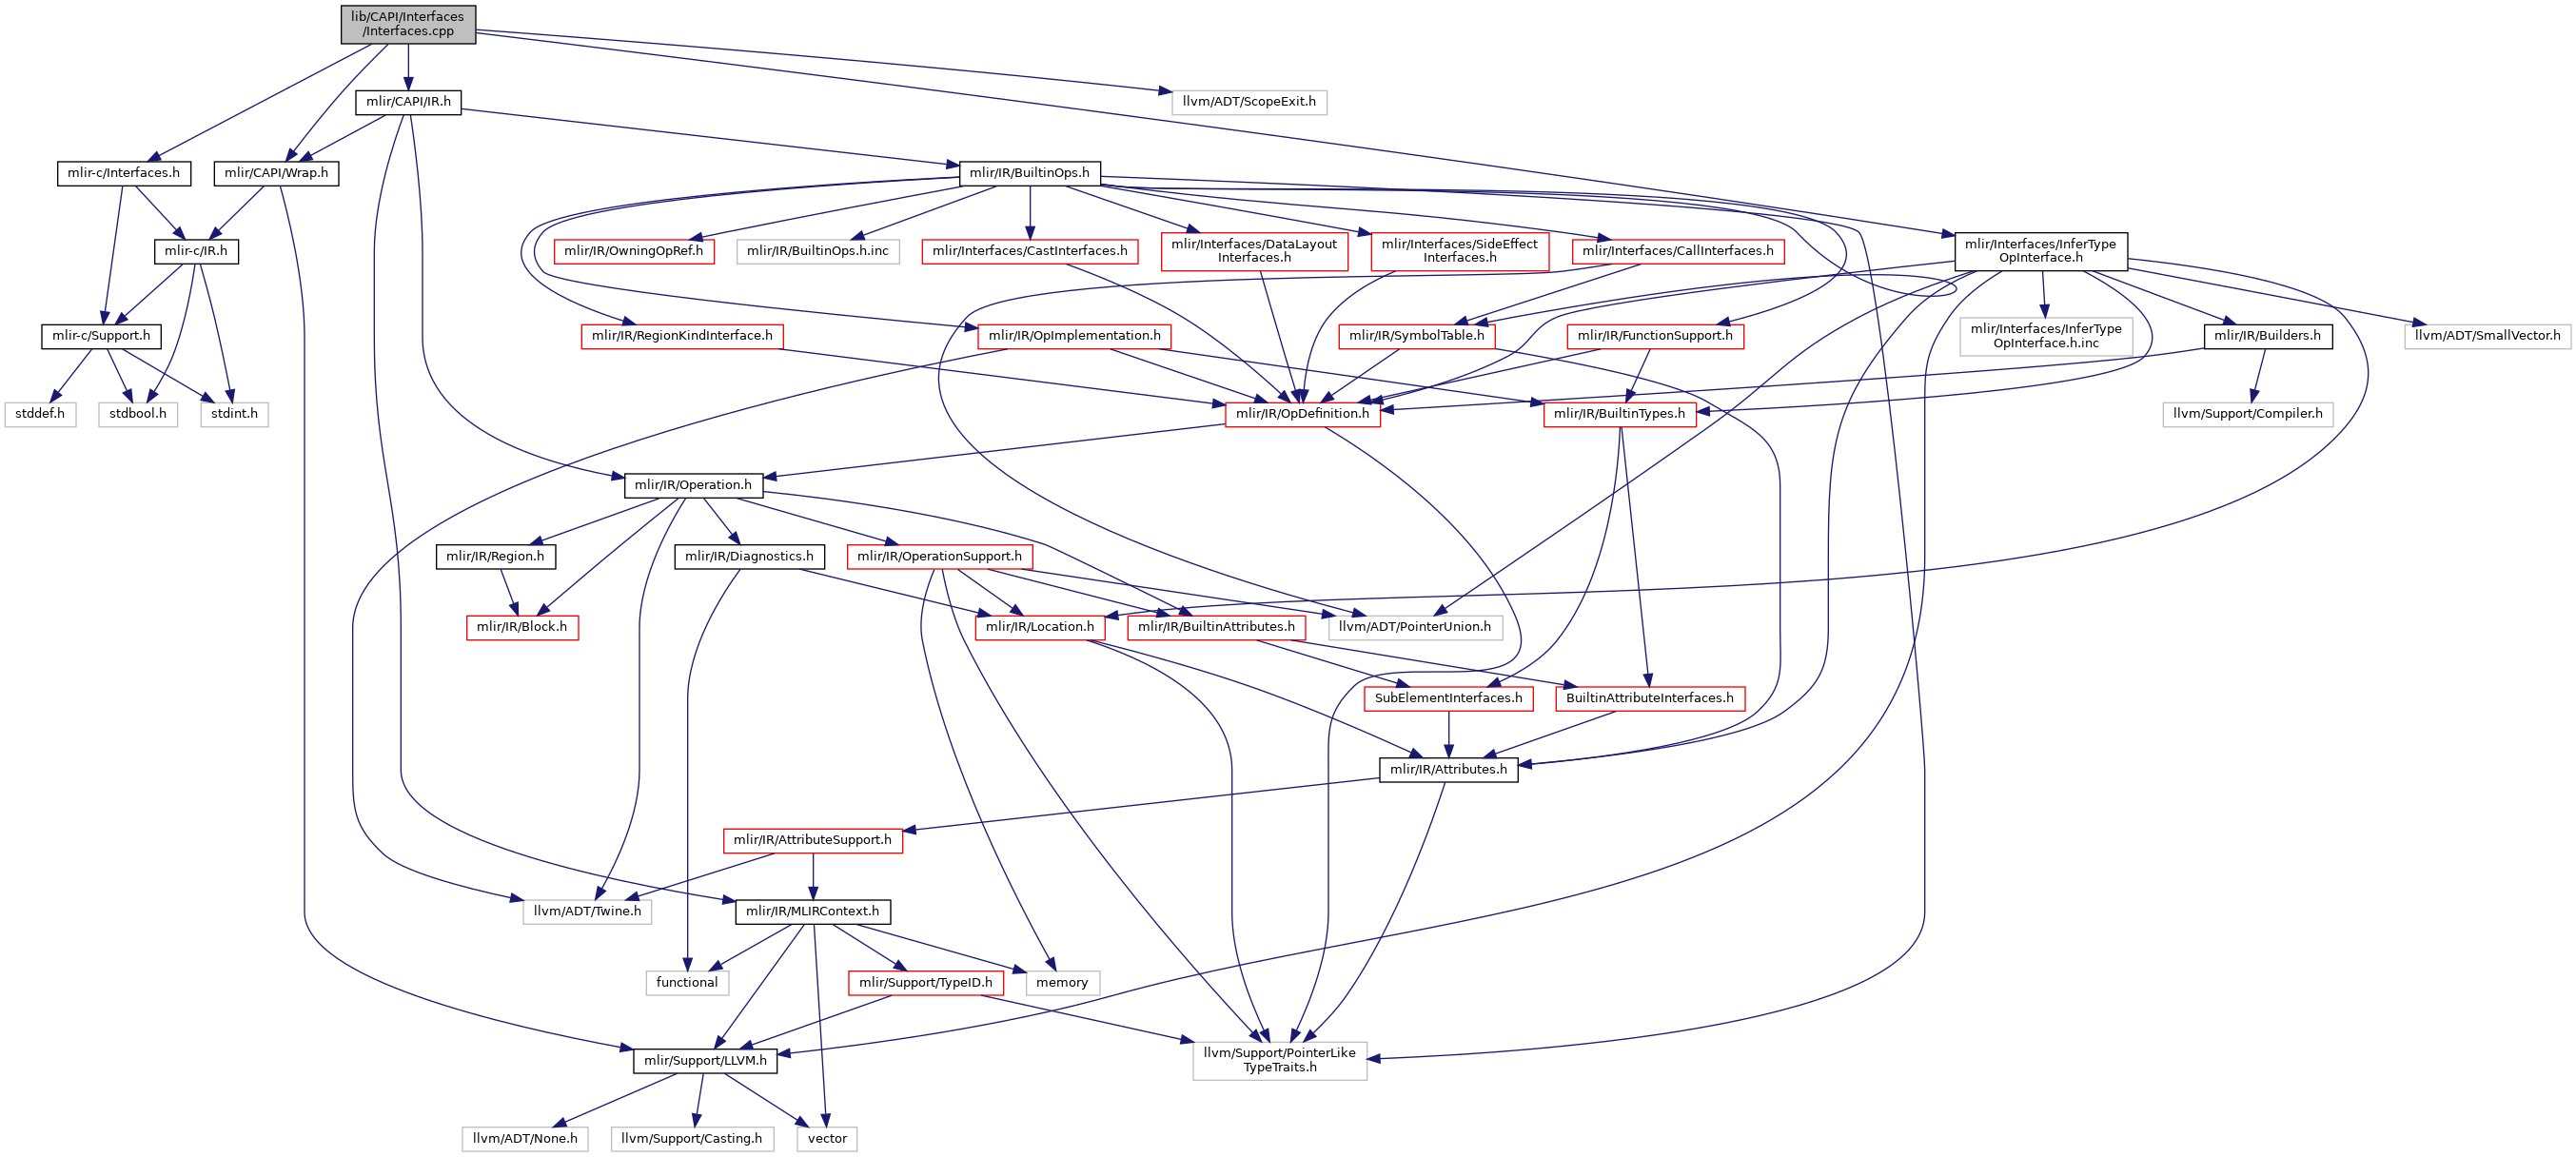 lib/CAPI/Interfaces
/Interfaces.cpp
mlir/CAPI/IR.h
llvm/ADT/ScopeExit.h
mlir-c/Interfaces.h
mlir/CAPI/Wrap.h
mlir/IR/BuiltinOps.h
mlir-c/IR.h
mlir/IR/OwningOpRef.h
mlir/IR/BuiltinOps.h.inc
mlir/Interfaces/CastInterfaces.h
mlir/Interfaces/DataLayout
Interfaces.h
mlir/Interfaces/SideEffect
Interfaces.h
mlir/Interfaces/CallInterfaces.h
mlir/Interfaces/InferType
OpInterface.h
mlir-c/Support.h
mlir/IR/RegionKindInterface.h
mlir/IR/OpImplementation.h
mlir/IR/SymbolTable.h
mlir/IR/FunctionSupport.h
mlir/Interfaces/InferType
OpInterface.h.inc
mlir/IR/Builders.h
llvm/ADT/SmallVector.h
stddef.h
stdbool.h
stdint.h
mlir/IR/OpDefinition.h
mlir/IR/BuiltinTypes.h
llvm/Support/Compiler.h
mlir/IR/Operation.h
mlir/IR/Region.h
mlir/IR/Diagnostics.h
mlir/IR/OperationSupport.h
mlir/IR/Block.h
mlir/IR/Location.h
mlir/IR/BuiltinAttributes.h
llvm/ADT/PointerUnion.h
SubElementInterfaces.h
BuiltinAttributeInterfaces.h
mlir/IR/Attributes.h
mlir/IR/AttributeSupport.h
llvm/ADT/Twine.h
mlir/IR/MLIRContext.h
functional
mlir/Support/TypeID.h
memory
mlir/Support/LLVM.h
llvm/Support/PointerLike
TypeTraits.h
llvm/ADT/None.h
llvm/Support/Casting.h
vector